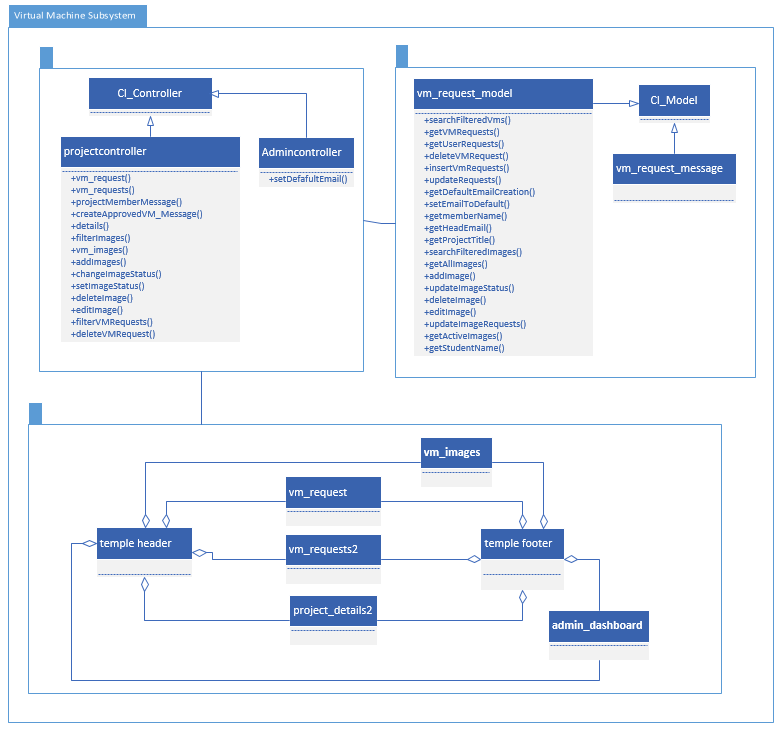 Virtual Machine Subsystem
CI_Controller
projectcontroller
+vm_request()
+vm_requests()
+projectMemberMessage()
+createApprovedVM_Message()
+details()
+filterImages()
+vm_images()
+addImages()
+changeImageStatus()
+setImageStatus()
+deleteImage()
+editImage()
+filterVMRequests()
+deleteVMRequest()
Admincontroller
+setDefafultEmail()
vm_request_model
+searchFilteredVms()
+getVMRequests()
+getUserRequests()
+deleteVMRequest()
+insertVmRequests()
+updateRequests()
+getDefaultEmailCreation()
+setEmailToDefault()
+getmemberName()
+getHeadEmail()
+getProjectTitle()
+searchFilteredImages()
+getAllImages()
+addImage()
+updateImageStatus()
+deleteImage()
+editImage()
+updateImageRequests()
+getActiveImages()
+getStudentName()
CI_Model
vm_request_message
vm_images
vm_request
temple header
vm_requests2
temple footer
project_details2
admin_dashboard